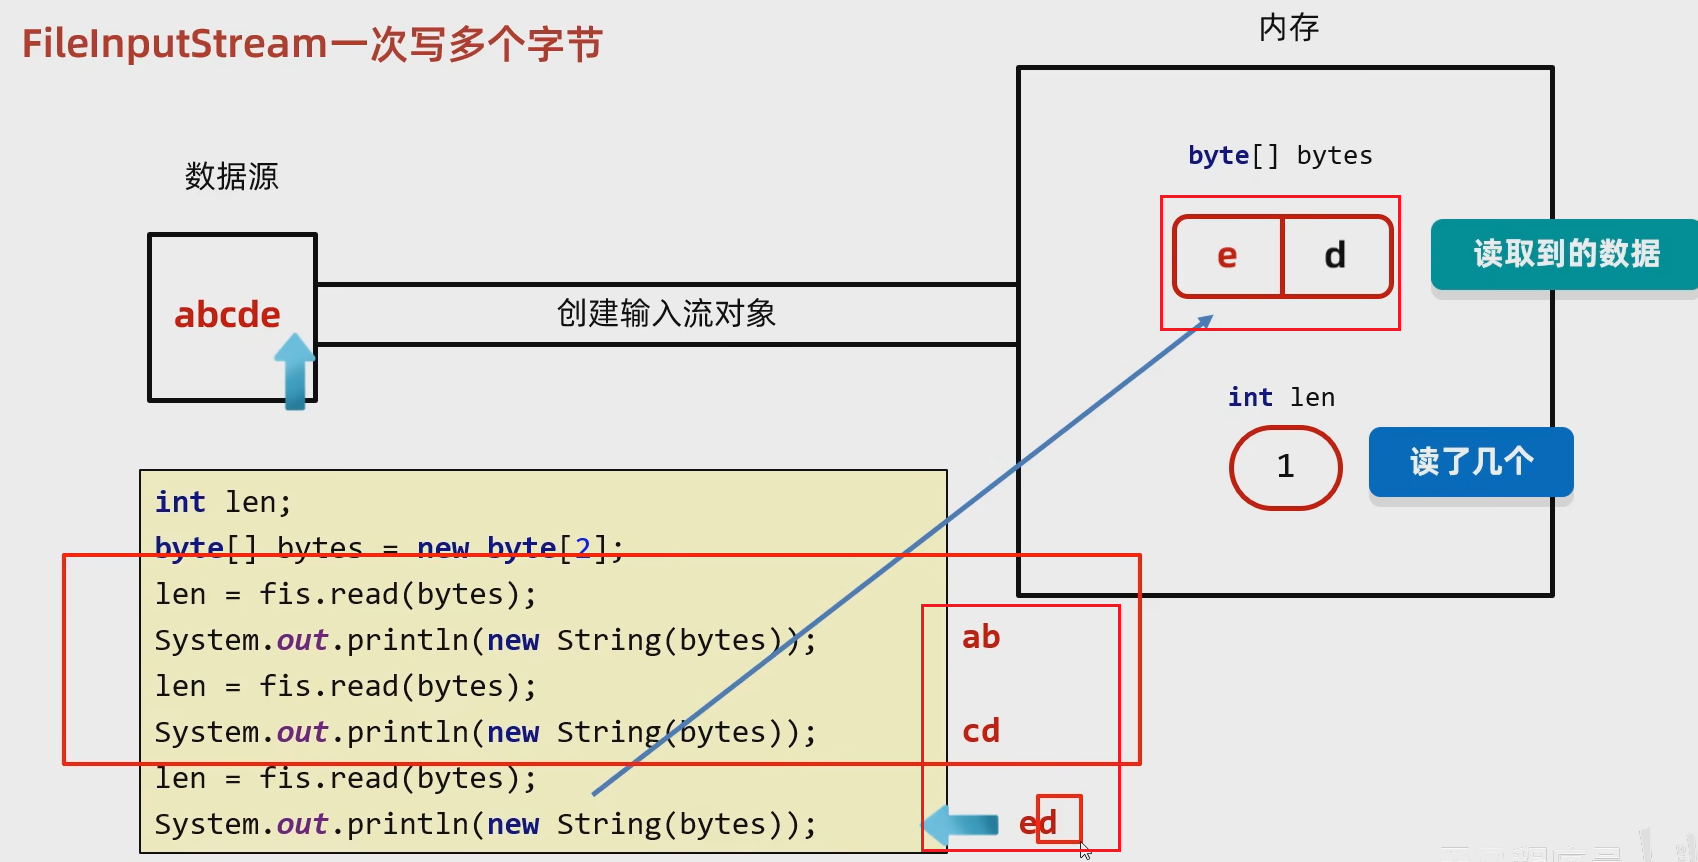 FileInputStream一次写多个字节
内存
数据源
byte[] bytes
e d
读取到的数据
abcde
创建输入流对象
int len
1
读了几个
int len;
byte[] bytes = new byte[2];
len = fis.read(bytes);
System.out.println(new String(bytes));
ab
len = fis.read(bytes);
System.out.println(new String(bytes));
cd
len = fis.read(bytes);
System.out.println(new String(bytes));
ed